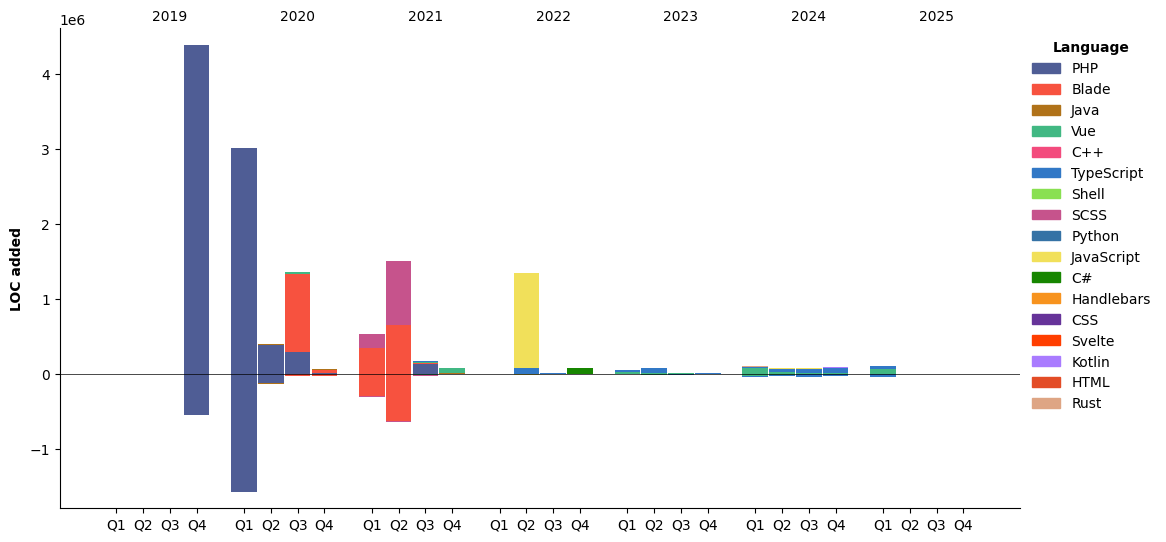 1e6
2019 2020 2021 2022 2023 2024 2025
4
3
2
1
0
−1
LOC added
Q1 Q2 Q3 Q4 Q1 Q2 Q3 Q4 Q1 Q2 Q3 Q4 Q1 Q2 Q3 Q4 Q1 Q2 Q3 Q4 Q1 Q2 Q3 Q4 Q1 Q2 Q3 Q4
Language
PHP
Blade
Java
Vue
C++
TypeScript
Shell
SCSS
Python
JavaScript
C#
Handlebars
CSS
Svelte
Kotlin
HTML
Rust